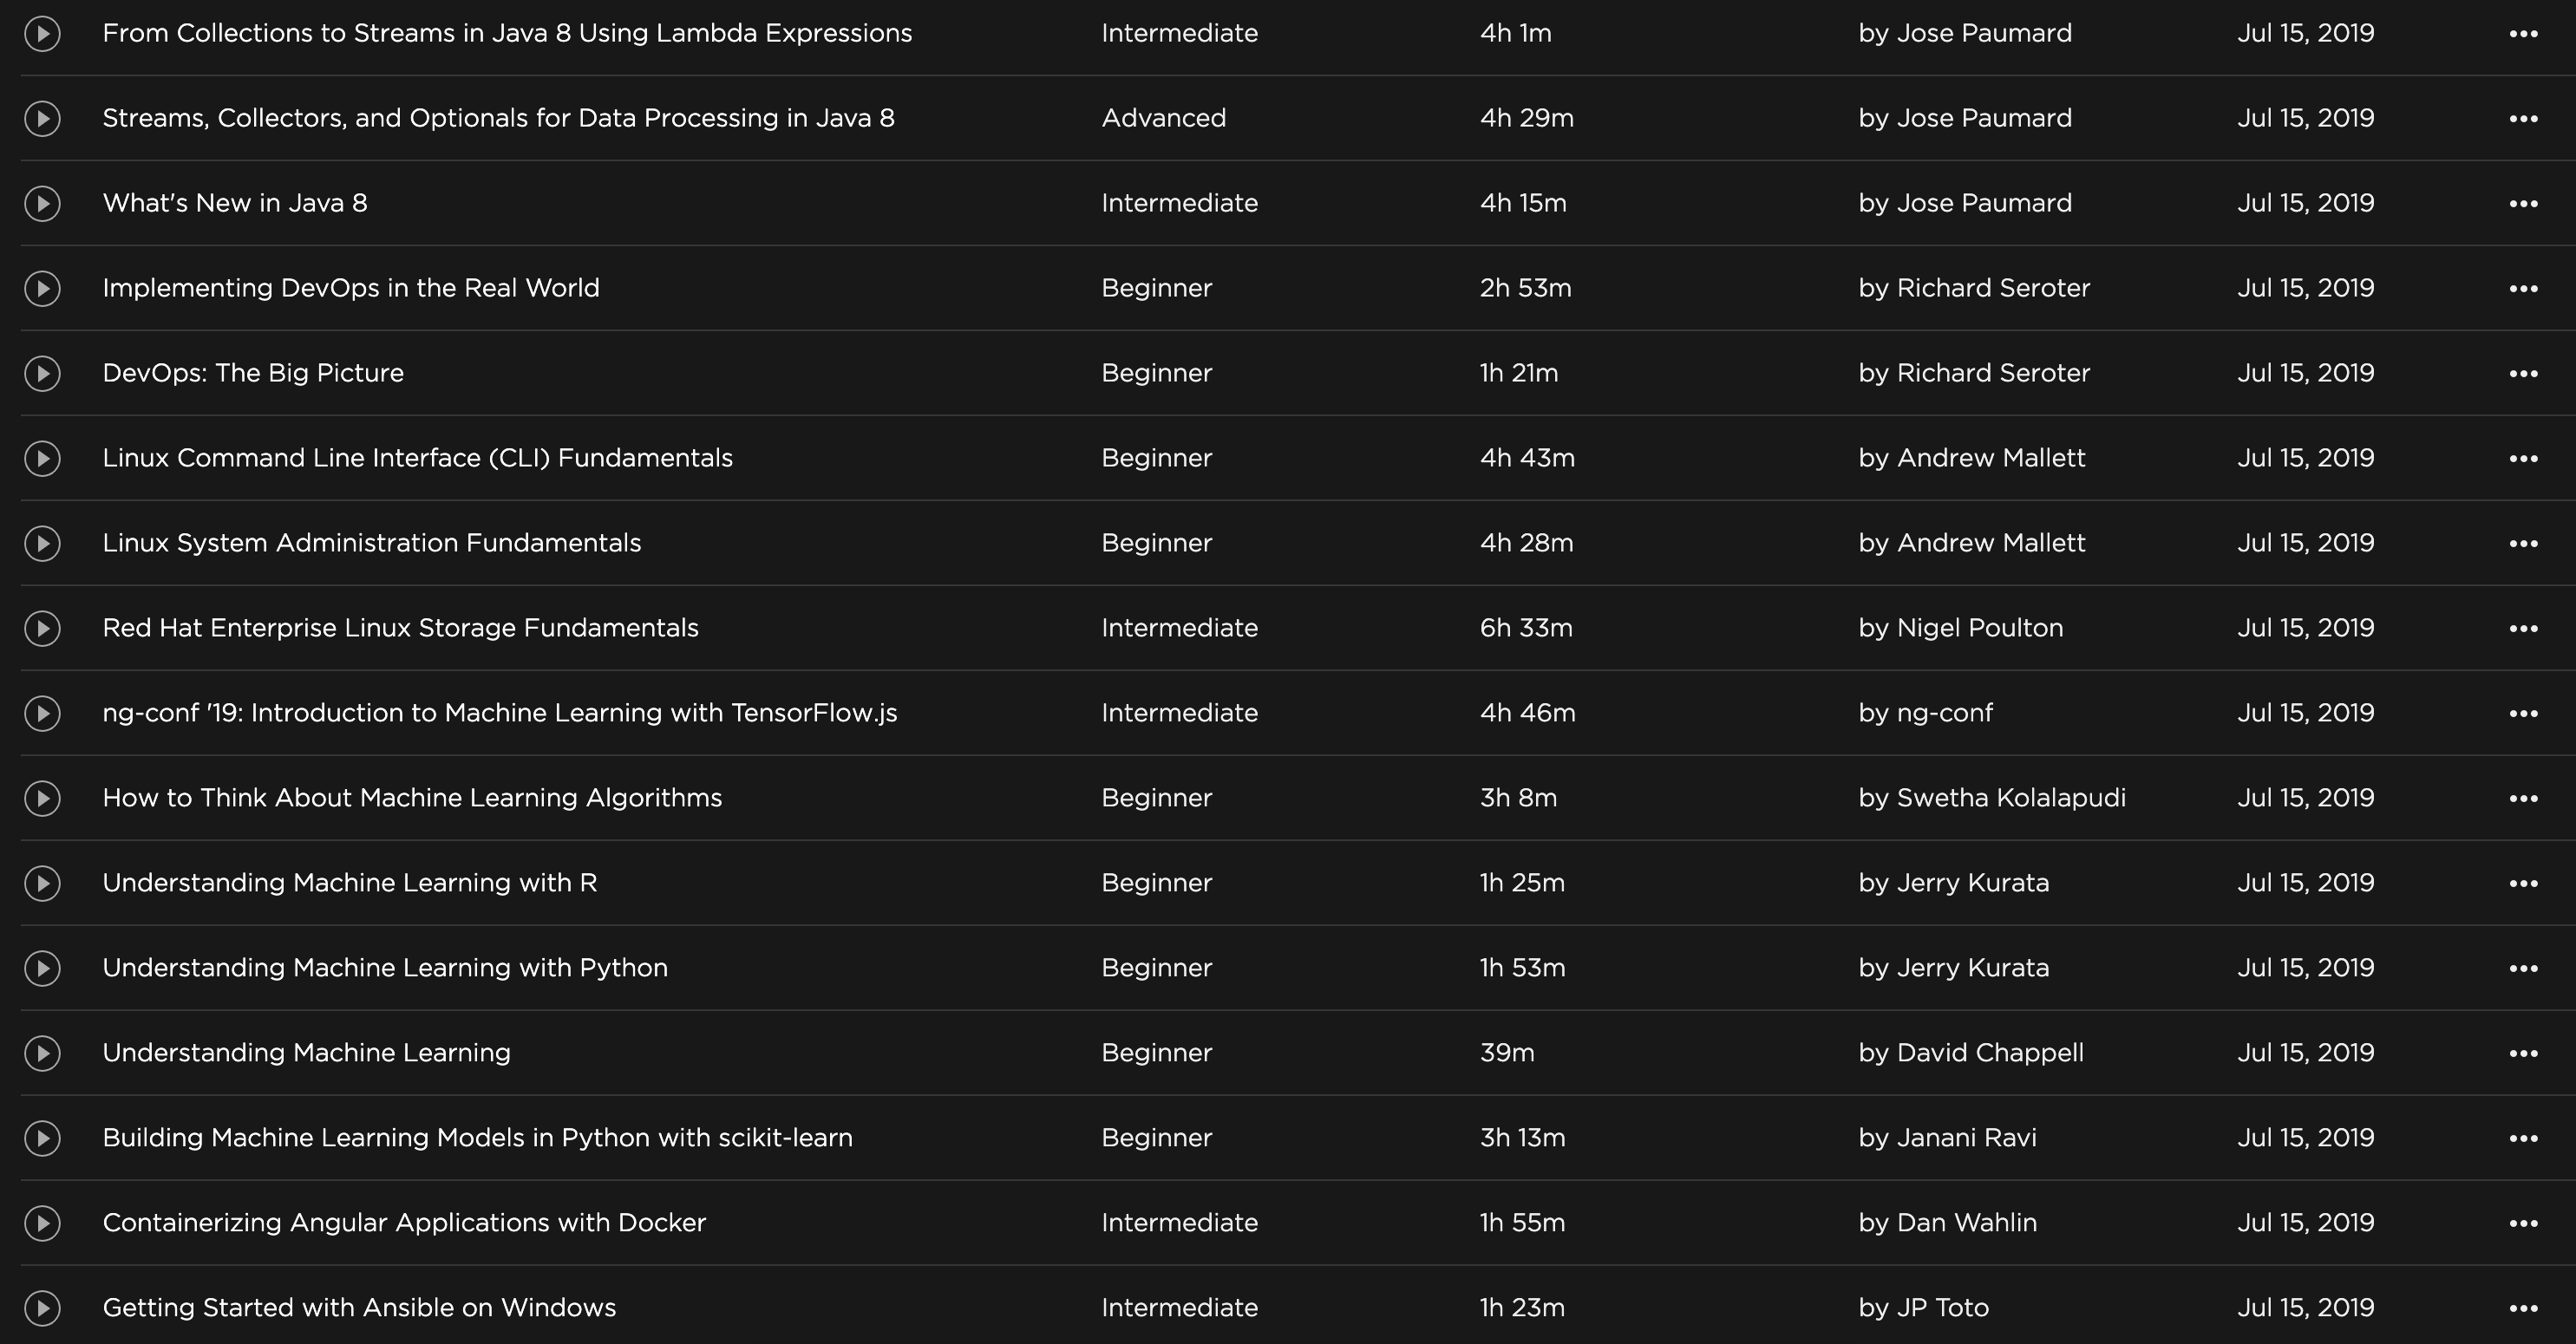 From Collections to Streams in Java 8 Using Lambda Expressions Intermediate 4h 1m by Jose Paumard Jul 15, 2019
Streams, Collectors, and Optionals for Data Processing in Java 8 Advanced 4h 29m by Jose Paumard Jul 15, 2019
What's New in Java 8 Intermediate 4h 15m by Jose Paumard Jul 15, 2019
Implementing DevOps in the Real World Beginner 2h 53m by Richard Seroter Jul 15, 2019
DevOps: The Big Picture Beginner 1h 21m by Richard Seroter Jul 15, 2019
Linux Command Line Interface (CLI) Fundamentals Beginner 4h 43m by Andrew Mallett Jul 15, 2019
Linux System Administration Fundamentals Beginner 4h 28m by Andrew Mallett Jul 15, 2019
Red Hat Enterprise Linux Storage Fundamentals Intermediate 6h 33m by Nigel Poulton Jul 15, 2019
ng-conf '19: Introduction to Machine Learning with TensorFlow.js Intermediate 4h 46m by ng-conf Jul 15, 2019
How to Think About Machine Learning Algorithms Beginner 3h 8m by Swetha Kolalapudi Jul 15, 2019
Understanding Machine Learning with R Beginner 1h 25m by Jerry Kurata Jul 15, 2019
Understanding Machine Learning with Python Beginner 1h 53m by Jerry Kurata Jul 15, 2019
Understanding Machine Learning Beginner 39m by David Chappell Jul 15, 2019
Building Machine Learning Models in Python with scikit-learn Beginner 3h 13m by Janani Ravi Jul 15, 2019
Containerizing Angular Applications with Docker Intermediate 1h 55m by Dan Wahlin Jul 15, 2019
Getting Started with Ansible on Windows Intermediate 1h 23m by JP Toto Jul 15, 2019